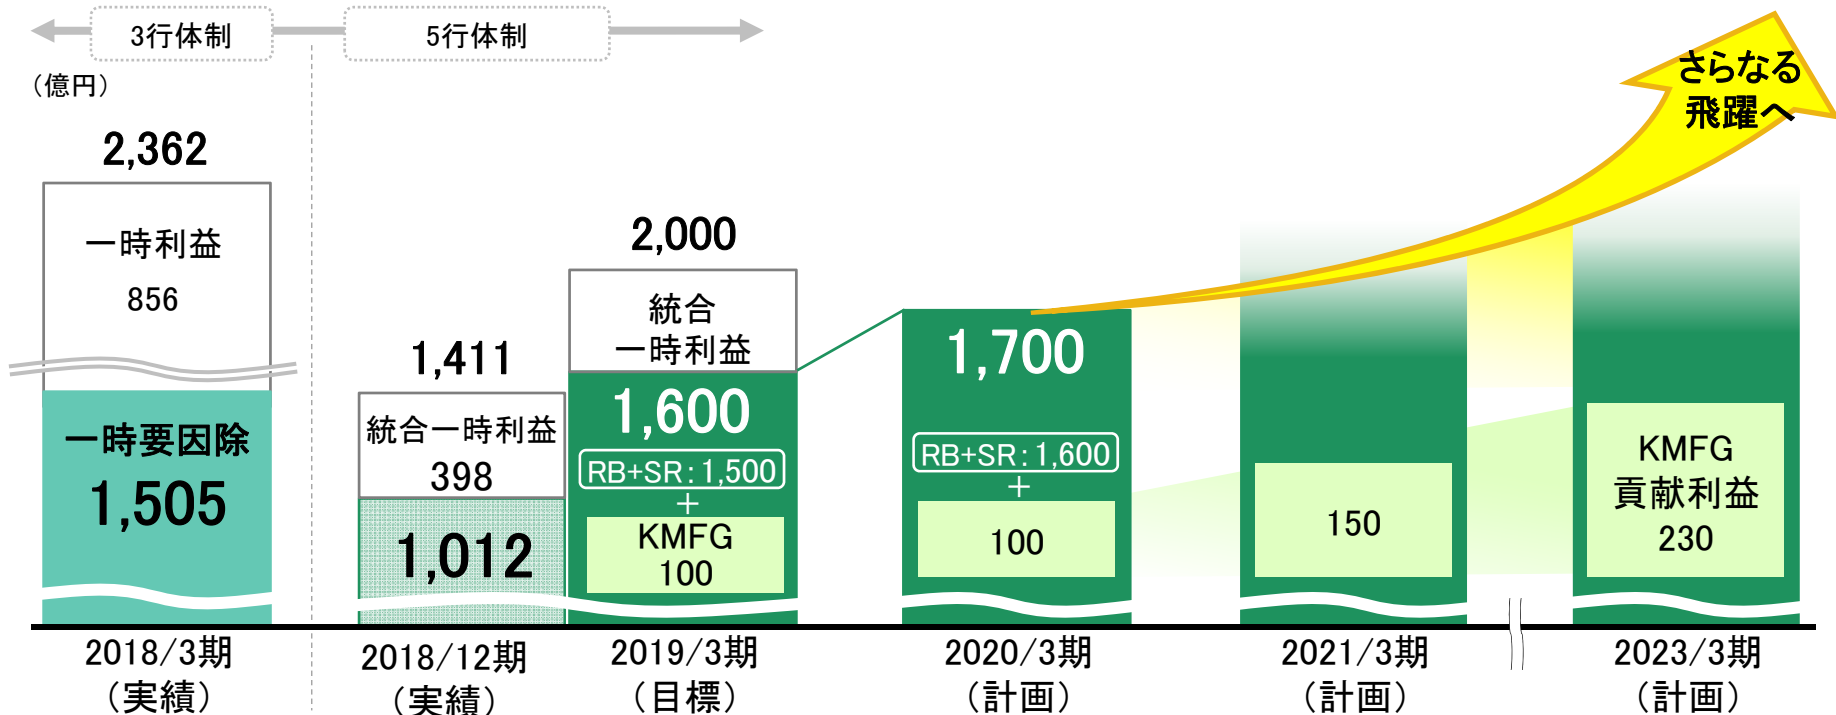 3行体制
5行体制
（億円）
さらなる
飛躍へ
2,362
一時利益
856
一時要因除
1,505
1,411
統合一時利益
398
1,012
2,000
統合
一時利益
1,600
RB+SR：1,500
＋
KMFG
100
1,700
RB+SR：1,600
＋
100
150
KMFG
貢献利益
230
2018/3期
（実績）
2018/12期
（実績）
2019/3期
（目標）
2020/3期
（計画）
2021/3期
（計画）
2023/3期
（計画）